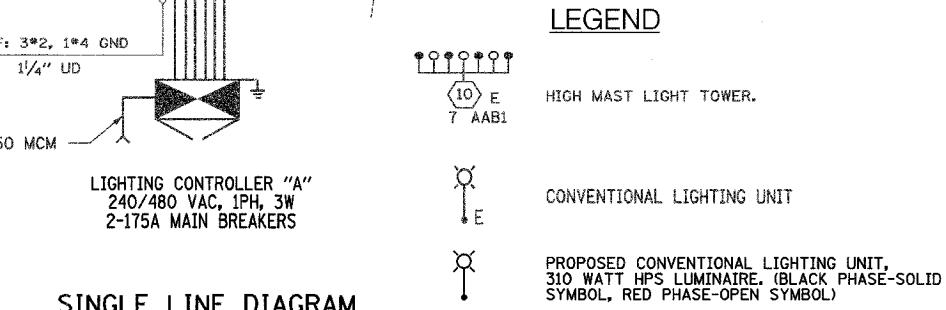 F: 3#2, 1#4 GND
1 1/4" UD
50 MCM
LIGHTING CONTROLLER "A"
240/480 VAC, 1PH, 3W
2-175A MAIN BREAKERS
SINGLE LINE DIAGRAM
LEGEND
10 E
7 AAB1
HIGH MAST LIGHT TOWER.
E
CONVENTIONAL LIGHTING UNIT
PROPOSED CONVENTIONAL LIGHTING UNIT,
310 WATT HPS LUMINAIRE. (BLACK PHASE-SOLID
SYMBOL, RED PHASE-OPEN SYMBOL)